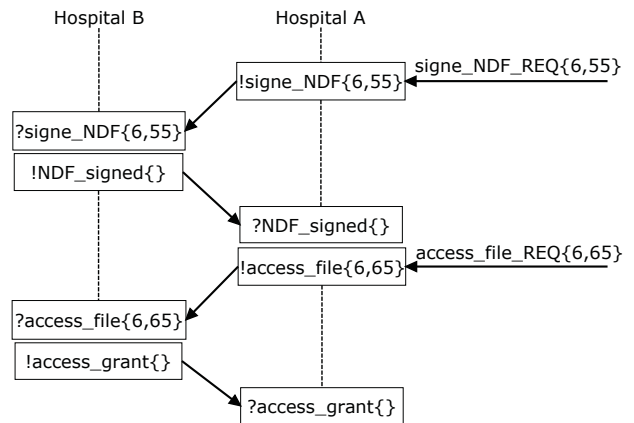 Hospital B
Hospital A
signe_NDF_REQ{6,55}
!signe_NDF{6,55}
?signe_NDF{6,55}
!NDF_signed{}
?NDF_signed{}
access_file_REQ{6,65}
!access_file{6,65}
?access_file{6,65}
!access_grant{}
?access_grant{}